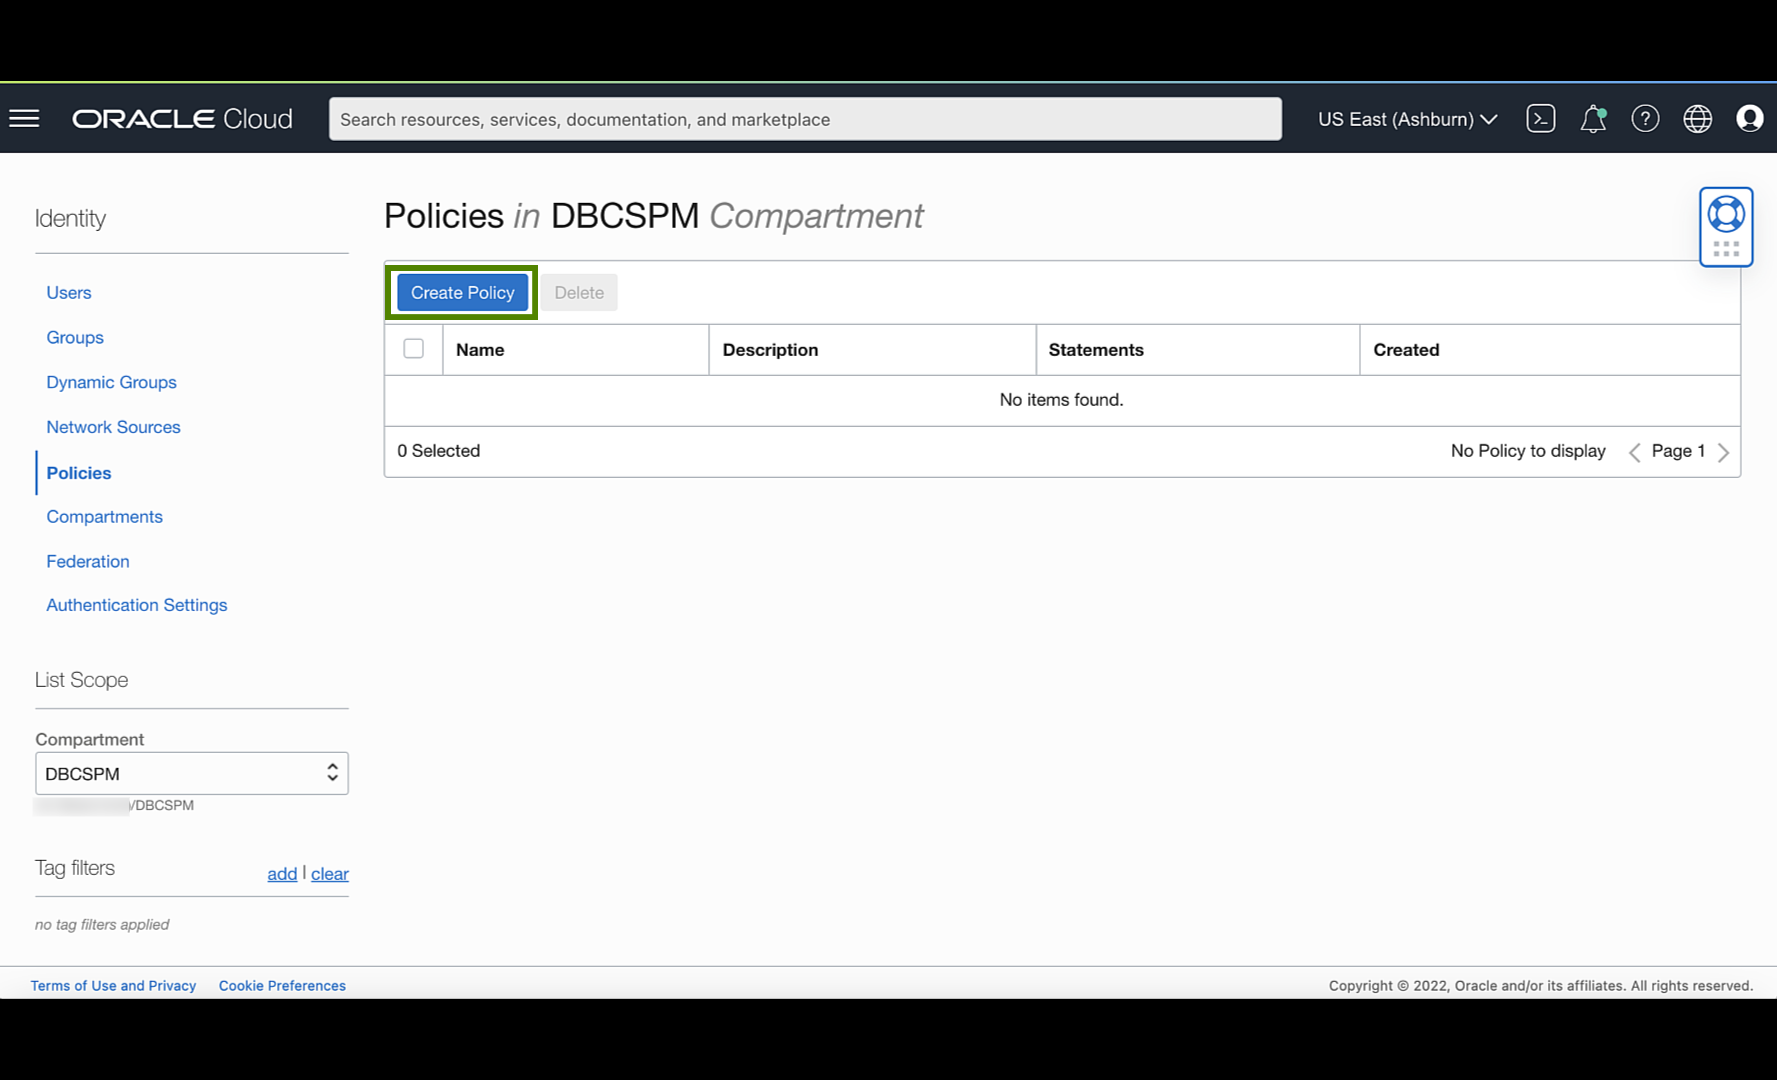 ORACLE Cloud
Search resources, services, documentation, and marketplace
US East (Ashburn)
Identity
Users
Groups
Dynamic Groups
Network Sources
Policies
Compartments
Federation
Authentication Settings
List Scope
Compartment
DBCSPM
/DBCSPM
Tag filters
add | clear
no tag filters applied
Policies in DBCSPM Compartment
Create Policy Delete
Name Description Statements Created
No items found.
0 Selected No Policy to display Page 1
Terms of Use and Privacy Cookie Preferences
Copyright © 2022, Oracle and/or its affiliates. All rights reserved.